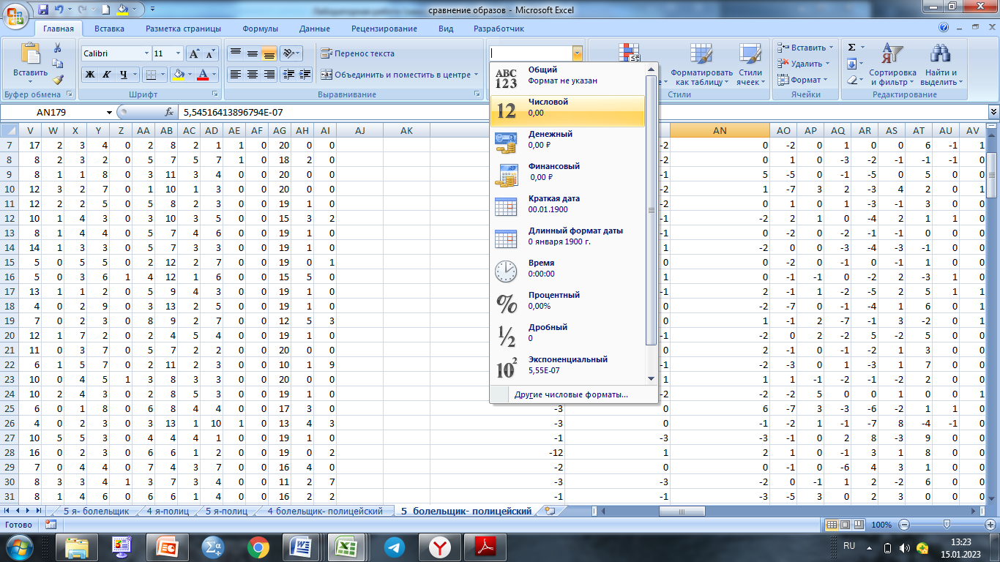 сравнение образов - Microsoft Excel
Главная Вставка Разметка страницы Формулы Данные Рецензирование Вид Разработчик
Вставить
Буфер обмена
Calibri 11
Ж К Ч
Шрифт
Перенос текста
Объединить и поместить в центре
Выравнивание
Форматировать как таблицу
Стили ячеек
Стили
Вставить
Удалить
Формат
Ячейки
Σ
Сортировка и фильтр
Найти и выделить
Редактирование
AN179 fx 5,54516413896794E-07
Общий
Формат не указан
Числовой
0,00
Денежный
0,00 ₽
Финансовый
0,00 ₽
Краткая дата
00.01.1900
Длинный формат даты
0 января 1900 г.
Время
0:00:00
Процентный
0,00%
Дробный
0
Экспоненциальный
5,55E-07
Другие числовые форматы...
V W X Y Z AA AB AC AD AE AF AG AH AI AJ AK AN AO AP AQ AR AS AT AU AV
7 17 2 3 4 0 2 8 2 1 1 0 20 0 0 -2 0 -2 0 1 0 0 6 -1 1
8 8 2 3 2 0 5 7 5 7 1 0 18 2 0 -2 0 1 0 -3 -2 -1 -1 -1 0
9 8 1 1 8 0 3 11 3 4 0 0 20 0 0 -1 5 -5 0 -1 -5 0 5 0 0
10 12 3 2 7 0 1 10 1 3 0 0 20 0 0 -2 1 -7 3 2 -3 4 2 0 1
11 12 2 2 5 0 5 8 2 3 0 0 19 1 0 -2 0 1 0 1 -3 -1 3 0 0
12 10 1 4 3 0 3 10 3 5 0 0 15 3 2 -1 -2 2 1 0 -4 2 1 1 0
13 8 1 4 4 0 5 7 4 6 0 0 19 1 0 -1 0 -2 0 -2 -1 -1 0 0 0
14 14 1 3 3 0 5 7 3 3 0 0 19 1 0 1 -2 0 0 -3 -4 -3 -1 0 0
15 5 0 5 5 0 2 12 2 7 0 0 19 0 1 0 0 -2 0 -1 0 -1 1 0 0
16 5 0 3 6 1 4 12 1 6 0 0 15 5 0 1 0 -1 -1 0 -2 2 -3 1 0
17 13 1 1 2 0 5 9 4 3 0 0 19 1 0 -1 2 -1 1 -2 -5 2 5 1 1
18 4 0 2 9 0 3 13 2 5 0 0 19 1 0 0 -2 -7 0 -1 -4 1 6 0 1
19 7 0 2 3 0 8 9 2 7 0 0 12 5 3 0 1 -1 2 -7 -1 3 -2 0 1
20 12 1 7 2 0 2 4 5 4 0 0 19 1 0 -1 -2 0 2 -2 5 -2 5 0 0
21 11 0 3 7 0 5 7 2 2 0 0 20 0 0 0 2 -1 0 -1 -2 1 3 0 0
22 6 1 5 7 0 2 11 2 3 0 0 10 1 9 -1 -2 -3 0 1 -3 1 7 0 0
23 10 0 4 5 1 3 8 3 3 0 0 20 0 0 1 1 1 -1 -2 -1 -2 2 0 0
24 10 2 4 3 0 2 8 5 3 0 0 19 1 0 -2 -2 -2 5 0 0 1 0 0 1
25 6 0 1 8 0 6 8 4 4 0 0 17 3 0 -3 0 6 -7 3 -3 -6 -2 1 1 0
26 4 0 2 3 0 3 13 1 10 1 0 13 4 3 -3 0 -1 -2 1 -1 -7 8 -4 -1 0
27 10 5 5 3 0 4 4 4 1 0 0 19 1 0 -1 -3 -3 -1 0 2 8 -3 9 0 0
28 16 0 2 3 0 6 6 1 2 0 0 19 0 2 -12 1 2 1 0 -1 3 1 8 0 0
29 7 0 4 4 0 7 4 3 7 0 0 16 4 0 -2 0 0 -1 0 -6 4 3 1 0 0
30 8 3 3 4 1 3 7 3 4 0 0 11 2 7 -3 -3 -2 0 -1 1 2 -2 6 0 0
31 8 1 4 6 0 6 6 1 4 0 0 16 2 2 -1 -1 -3 -5 3 0 2 3 0 0 0
5 я- болельщик 4 я-полиц 5 я-полиц 4 болельщик- полицейский 5 болельщик- полицейский
Готово 100%
RU 13:23
15.01.2023